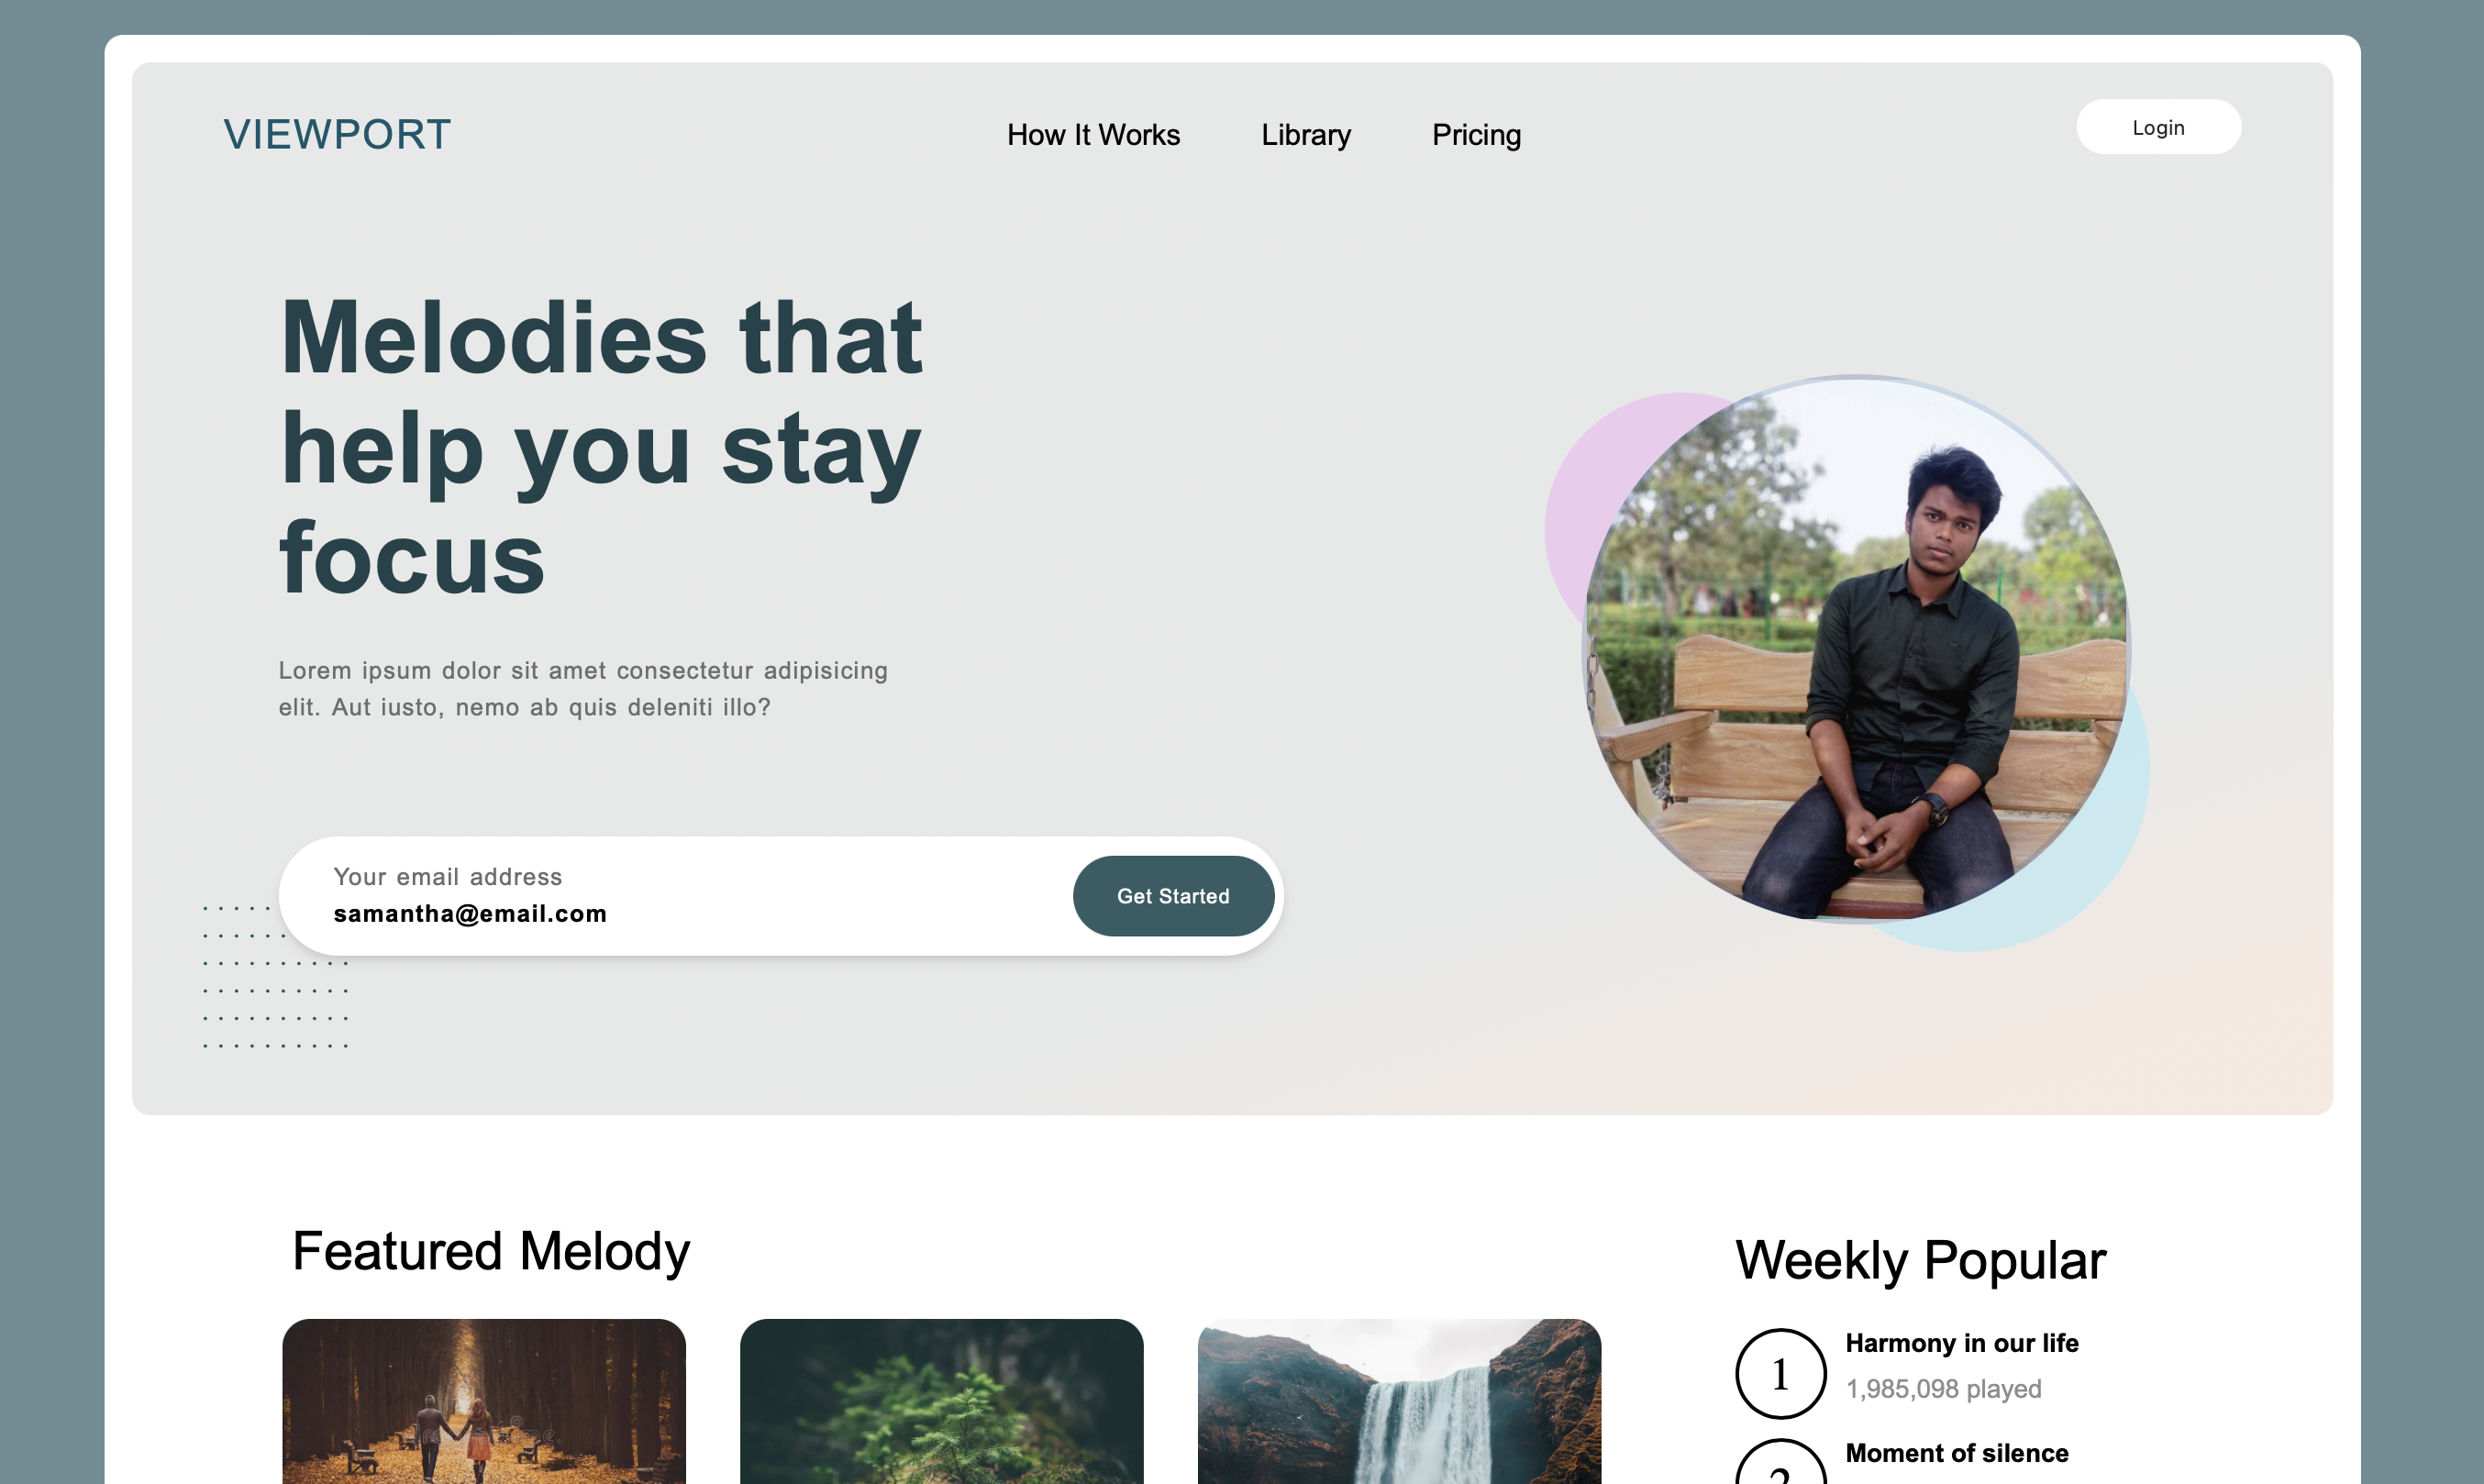 VIEWPORT
How It Works
Library
Pricing
Login
Melodies that
help you stay
focus
Lorem ipsum dolor sit amet consectetur adipisicing
elit. Aut iusto, nemo ab quis deleniti illo?
Your email address
samantha@email.com
Get Started
Featured Melody
Weekly Popular
1
Harmony in our life
1,985,098 played
2
Moment of silence